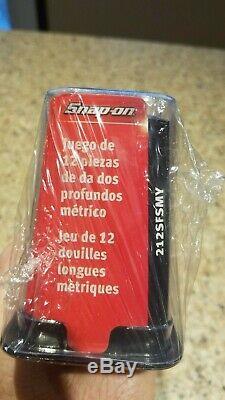 Snap-on
Juego de
12 piezas
de da dos
profundos
métrico
Jeu de 12
douilles
longues
métriques
212SFSMY